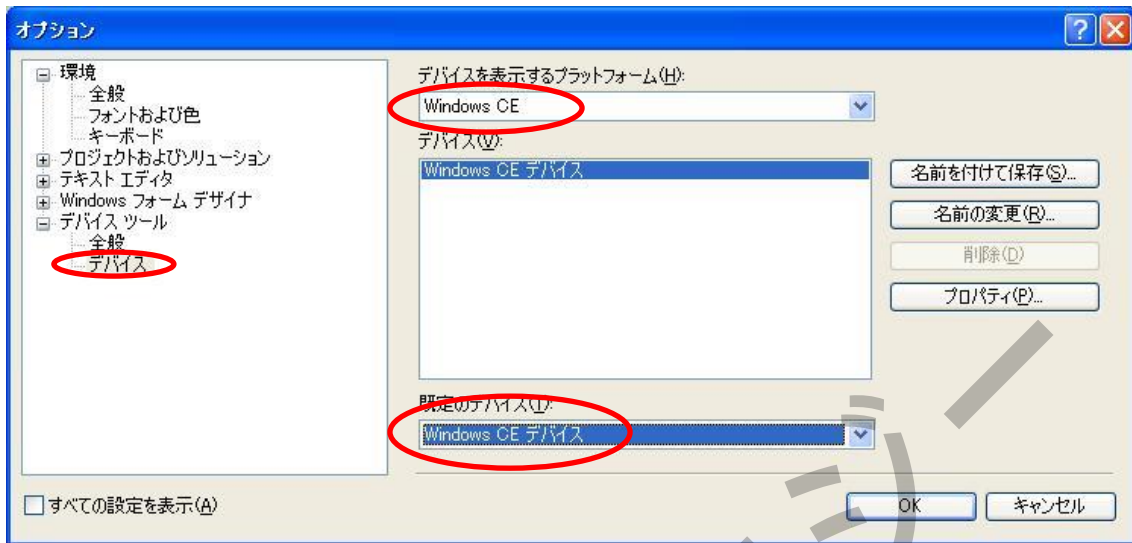 オプション
環境
全般
フォントおよび色
キーボード
プロジェクトおよびソリューション
テキスト エディタ
Windows フォーム デザイナ
デバイス ツール
全般
デバイス
すべての設定を表示(A)
デバイスを表示するプラットフォーム(H):
Windows CE
デバイス(V):
Windows CE デバイス
名前を付けて保存(S)...
名前の変更(R)...
削除(D)
プロパティ(P)...
既定のデバイス(T):
Windows CE デバイス
OK
キャンセル